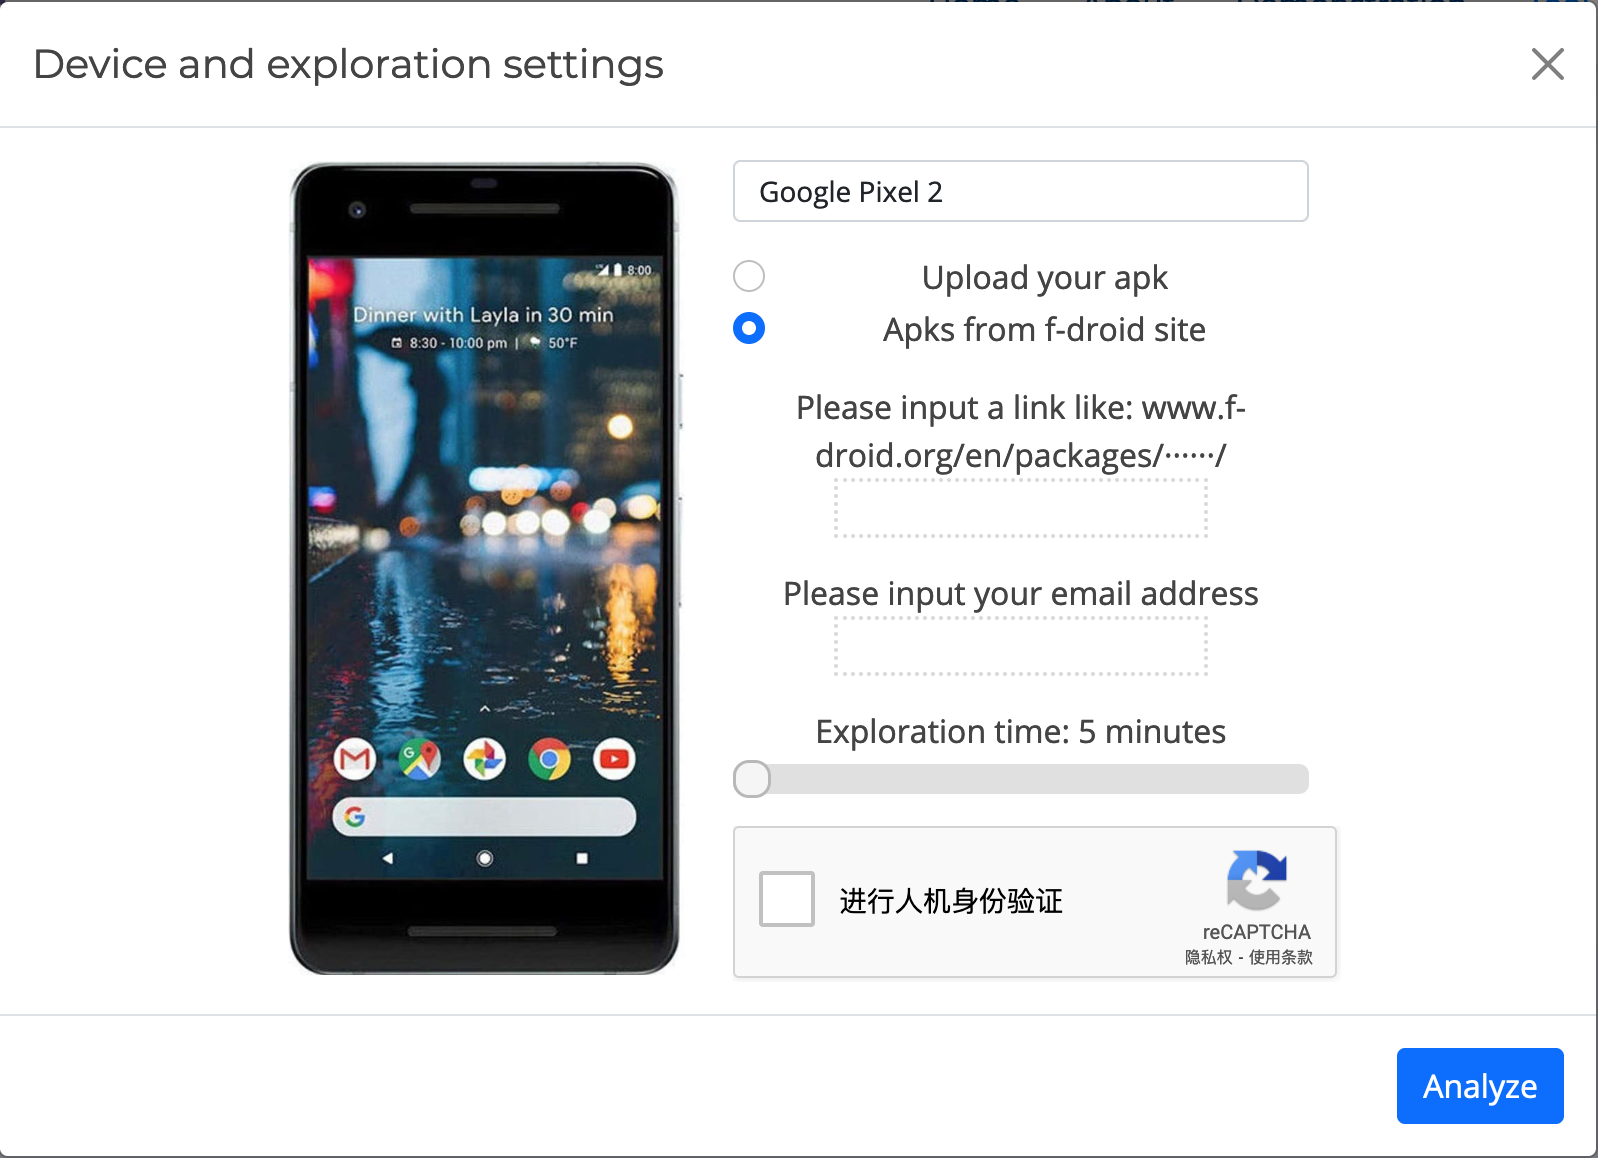 Device and exploration settings
Google Pixel 2
8:00
Dinner with Layla in 30 min
8:30 - 10:00 pm | 50°F
Upload your apk
Apks from f-droid site
Please input a link like: www.f-
droid.org/en/packages/······/
Please input your email address
Exploration time: 5 minutes
进行人机身份验证
reCAPTCHA
隐私权 - 使用条款
Analyze